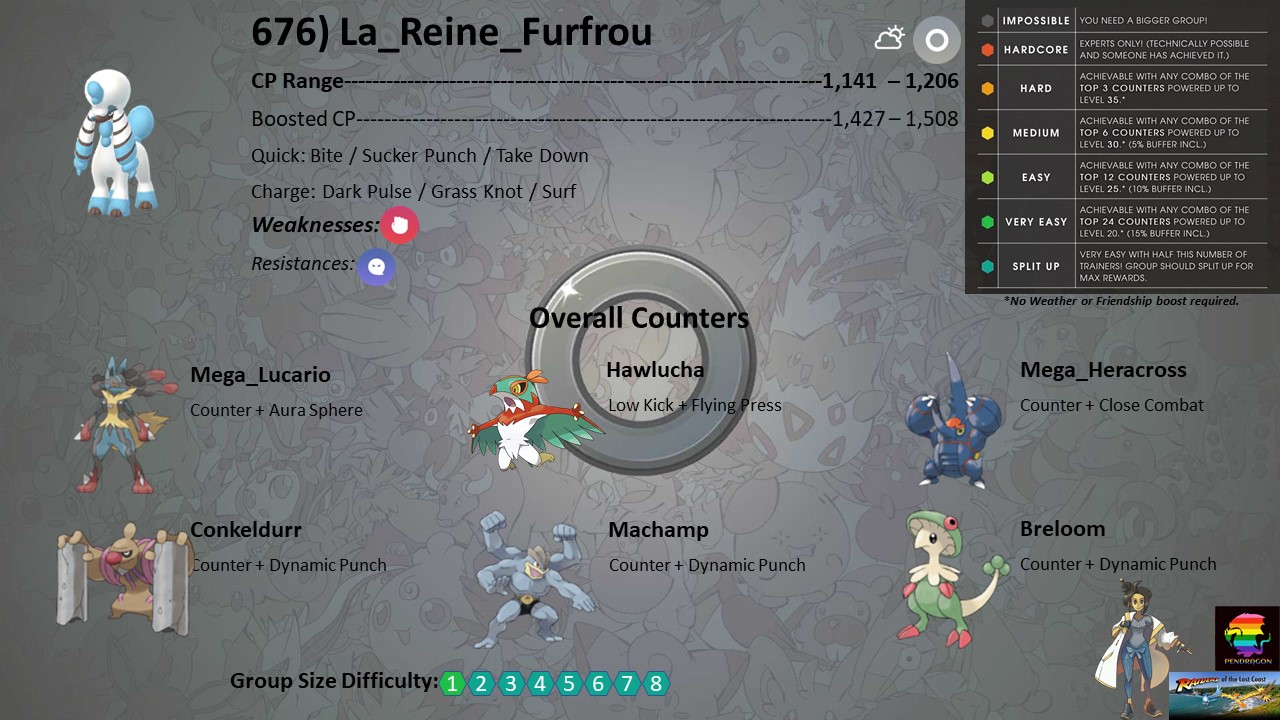 676) La_Reine_Furfrou
CP Range--------------------------------------------------------------------1,141 – 1,206
Boosted CP--------------------------------------------------------------------1,427 – 1,508
Quick: Bite / Sucker Punch / Take Down
Charge: Dark Pulse / Grass Knot / Surf
Weaknesses:
Resistances:
IMPOSSIBLE YOU NEED A BIGGER GROUP!
HARDCORE EXPERTS ONLY! (TECHNICALLY POSSIBLE
AND SOMEONE HAS ACHIEVED IT.)
HARD ACHIEVABLE WITH ANY COMBO OF THE
TOP 3 COUNTERS POWERED UP TO
LEVEL 35.*
MEDIUM ACHIEVABLE WITH ANY COMBO OF THE
TOP 6 COUNTERS POWERED UP TO
LEVEL 30.* (5% BUFFER INCL.)
EASY ACHIEVABLE WITH ANY COMBO OF THE
TOP 12 COUNTERS POWERED UP TO
LEVEL 25.* (10% BUFFER INCL.)
VERY EASY ACHIEVABLE WITH ANY COMBO OF THE
TOP 24 COUNTERS POWERED UP TO
LEVEL 20.* (15% BUFFER INCL.)
SPLIT UP VERY EASY WITH HALF THIS NUMBER OF
TRAINERS! GROUP SHOULD SPLIT UP FOR
MAX REWARDS.
*No Weather or Friendship boost required.
Overall Counters
Mega_Lucario
Counter + Aura Sphere
Hawlucha
Low Kick + Flying Press
Mega_Heracross
Counter + Close Combat
Conkeldurr
Counter + Dynamic Punch
Machamp
Counter + Dynamic Punch
Breloom
Counter + Dynamic Punch
Group Size Difficulty: 1 2 3 4 5 6 7 8
PENDROGON
RAIDERS of the Lost Coast